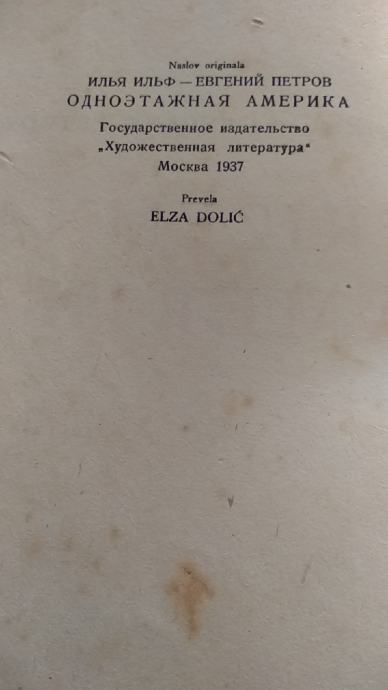 Naslov originala
ИЛЬЯ ИЛЬФ — ЕВГЕНИЙ ПЕТРОВ
ОДНОЭТАЖНАЯ АМЕРИКА
Государственное издательство
„Художественная литература“
Москва 1937
Prevela
ELZA DOLIĆ